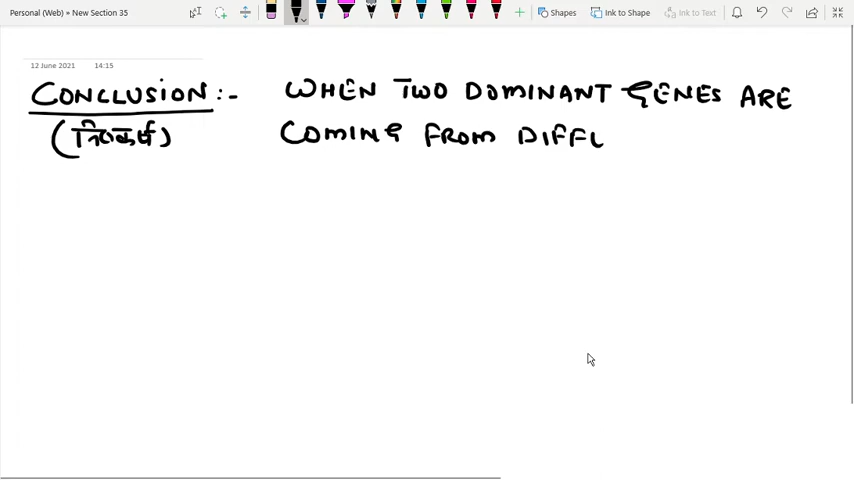 Personal (Web) » New Section 35
Shapes
Ink to Shape
Ink to Text
12 June 2021 14:15
CONCLUSION :- WHEN TWO DOMINANT GENES ARE
(निष्कर्ष) COMING FROM DIFFL